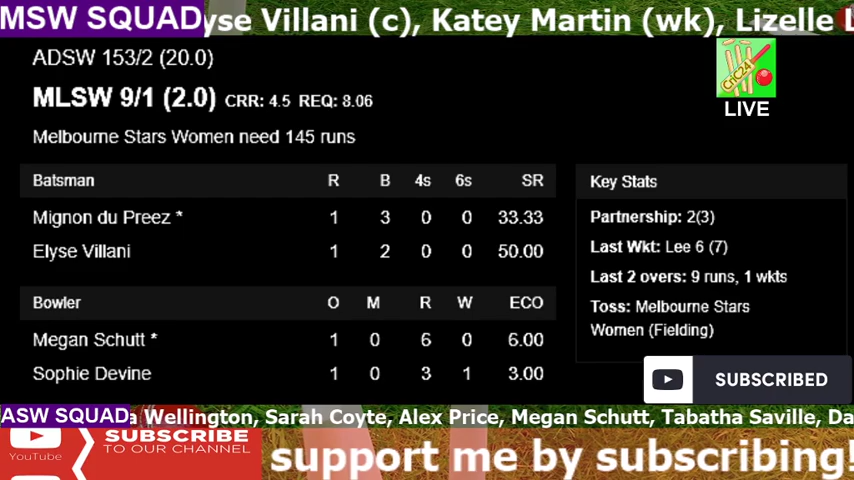 MSW SQUAD yse Villani (c), Katey Martin (wk), Lizelle L
ADSW 153/2 (20.0)
MLSW 9/1 (2.0) CRR: 4.5 REQ: 8.06
CriC24
LIVE
Melbourne Stars Women need 145 runs
Batsman R B 4s 6s SR
Mignon du Preez * 1 3 0 0 33.33
Elyse Villani 1 2 0 0 50.00
Bowler O M R W ECO
Megan Schutt * 1 0 6 0 6.00
Sophie Devine 1 0 3 1 3.00
Key Stats
Partnership: 2(3)
Last Wkt: Lee 6 (7)
Last 2 overs: 9 runs, 1 wkts
Toss: Melbourne Stars
Women (Fielding)
SUBSCRIBED
ASW SQUAD a Wellington, Sarah Coyte, Alex Price, Megan Schutt, Tabatha Saville, Da
YouTube
SUBSCRIBE
TO OUR CHANNEL
support me by subscribing!